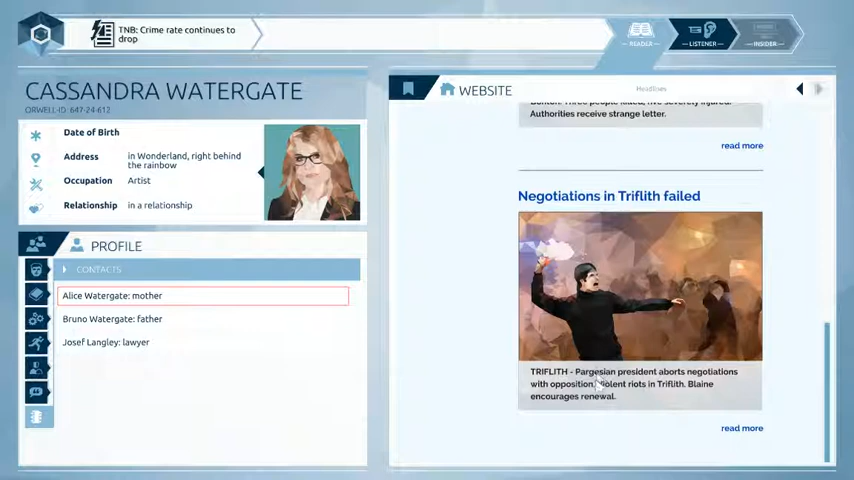 TNB: Crime rate continues to
drop
READER
LISTENER
INSIDER
CASSANDRA WATERGATE
ORWELL-ID: 647-24-612
Date of Birth
Address in Wonderland, right behind
the rainbow
Occupation Artist
Relationship in a relationship
PROFILE
CONTACTS
Alice Watergate: mother
Bruno Watergate: father
Josef Langley: lawyer
WEBSITE
Headlines
Authorities receive strange letter.
read more
Negotiations in Triflith failed
TRIFLITH - Pargesian president aborts negotiations
with opposition. Violent riots in Triflith. Blaine
encourages renewal.
read more